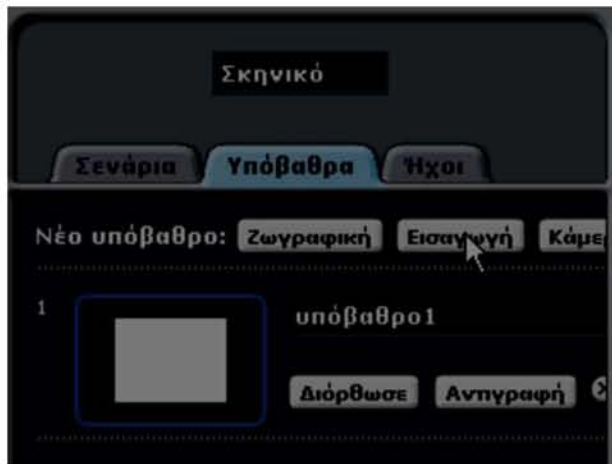 Σκηνικό
Σενάρια Υπόβαθρα Ήχοι
Νέο υπόβαθρο: Ζωγραφική Εισαγωγή
1 υπόβαθρο1
Διόρθωσε Αντιγραφή